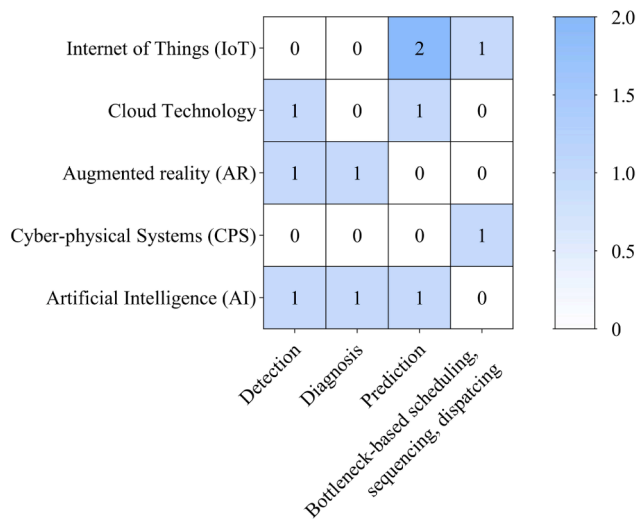 Internet of Things (IoT) 0 0 2 1
Cloud Technology 1 0 1 0
Augmented reality (AR) 1 1 0 0
Cyber-physical Systems (CPS) 0 0 0 1
Artificial Intelligence (AI) 1 1 1 0
Detection
Diagnosis
Prediction
Bottleneck-based scheduling,
sequencing, dispatcing
2.0
1.5
1.0
0.5
0